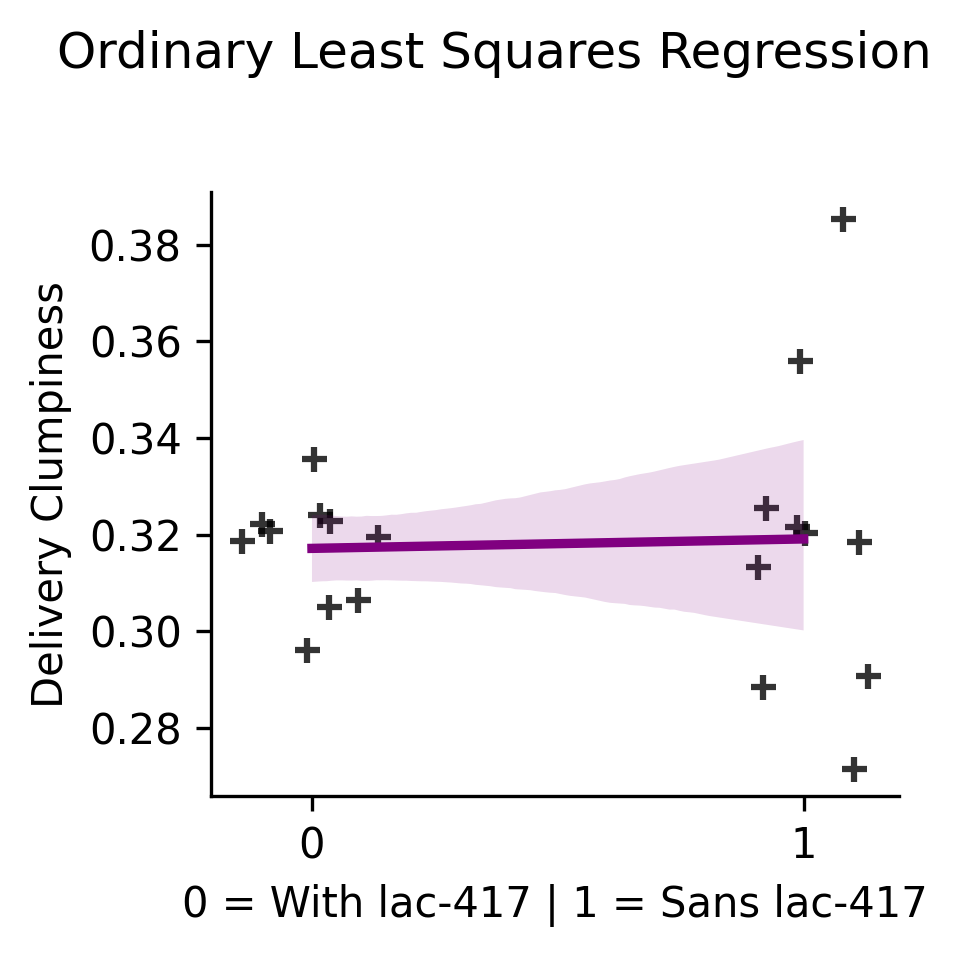 Ordinary Least Squares Regression
Delivery Clumpiness
0.38
0.36
0.34
0.32
0.30
0.28
0 1
0 = With lac-417 | 1 = Sans lac-417